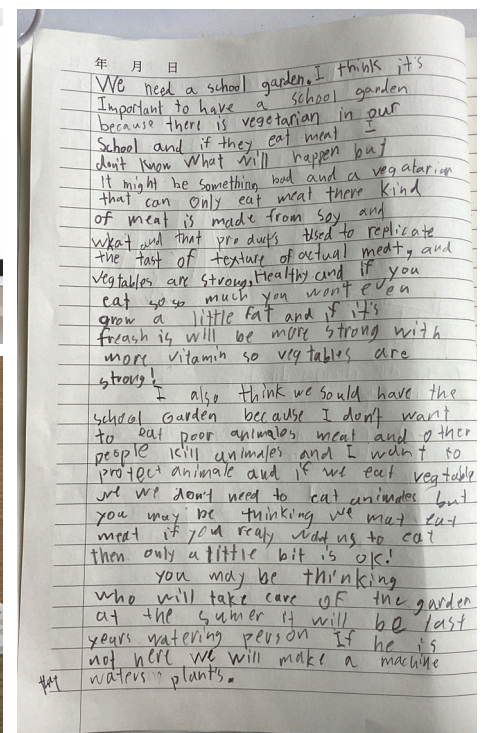 年 月 日
We need a school garden. I think it's
Important to have a school garden
because there is vegetarian in our
School and if they eat meat I
don't know what will happen but
It might be something bad and a vegatarian
that can only eat meat there kind
of meat is made from soy and
wkat and that products used to replicate
the tast of texture of actual meat, and
vegtables are strong, Healthy and if you
eat so so much you wont even
grow a little fat and if it's
freash is will be more strong with
more vitamin so vegtables are
strong!
I also think we sould have the
school Garden because I don't want
to eat poor animales meat and other
people kill animales and I want to
protect animale and if we eat vegtable
we we don't need to eat animales but
you may be thinking we mat eat
meat if you realy want us to eat
then only a little bit is ok!
you may be thinking
who will take care of the garden
at the sumer it will be last
years watering person If he is
not here we will make a machine
waters plant's.